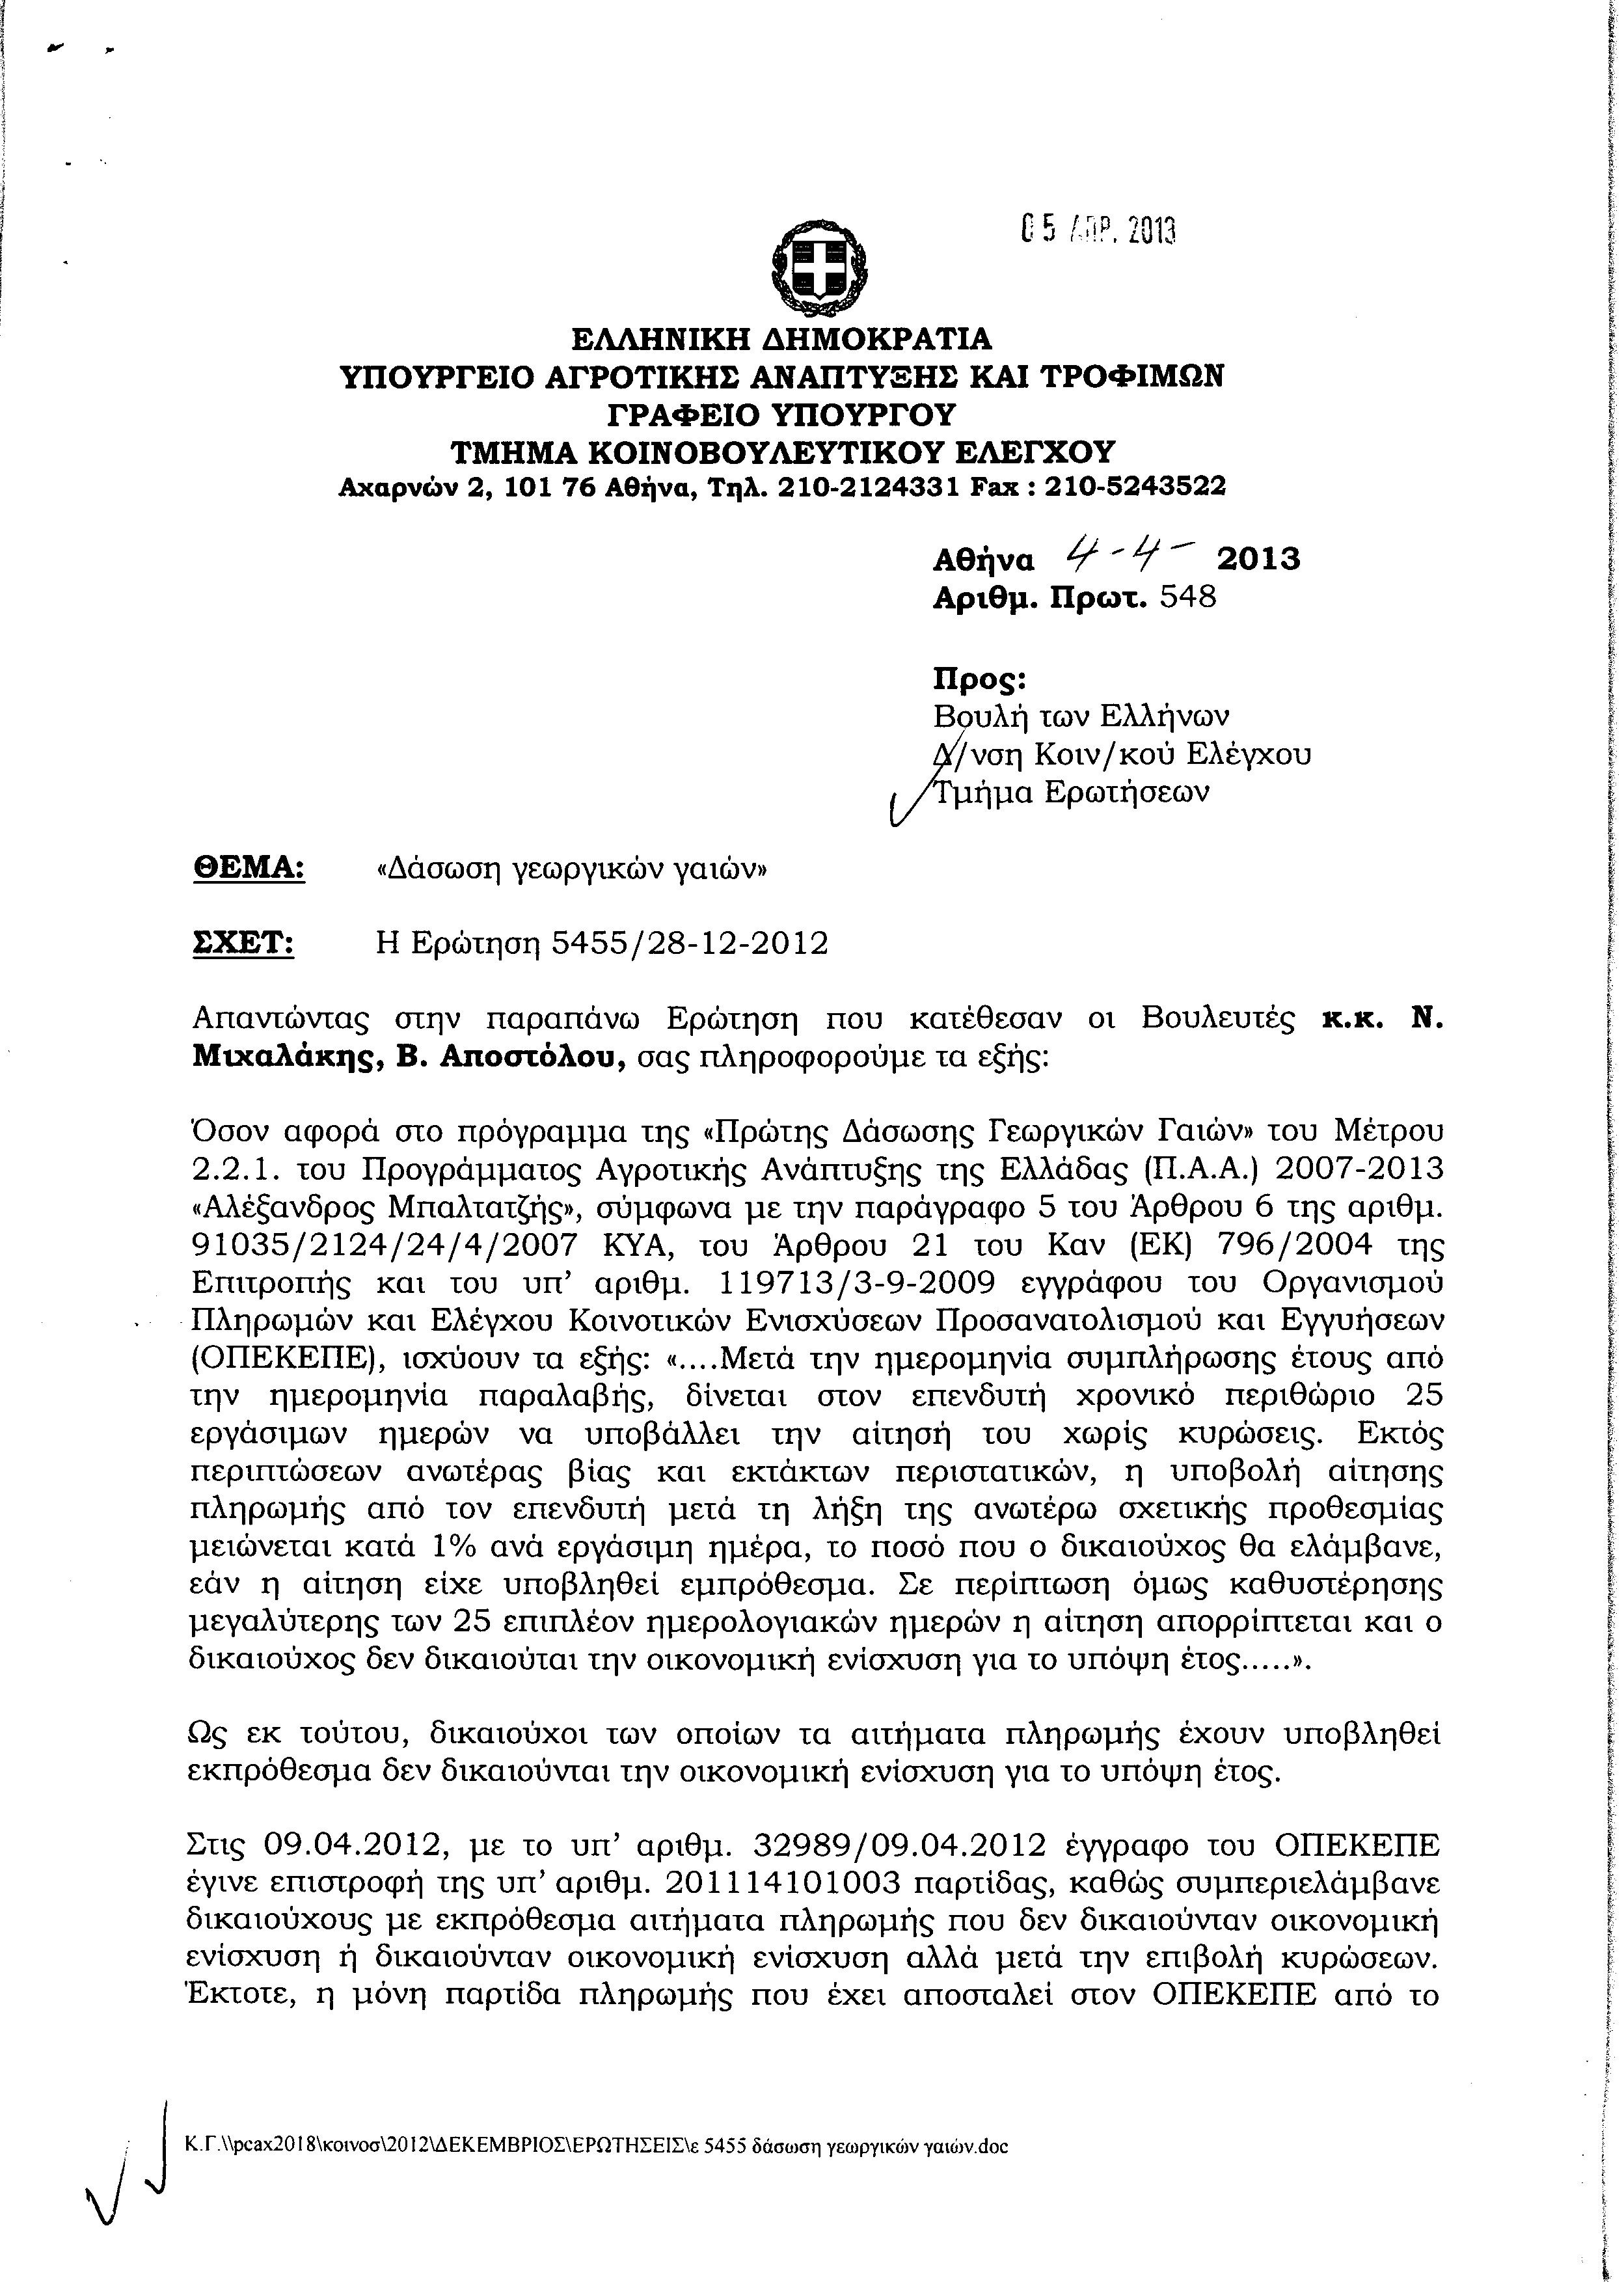 05 ΑΠΡ. 2013
ΕΛΛΗΝΙΚΗ ΔΗΜΟΚΡΑΤΙΑ
ΥΠΟΥΡΓΕΙΟ ΑΓΡΟΤΙΚΗΣ ΑΝΑΠΤΥΞΗΣ ΚΑΙ ΤΡΟΦΙΜΩΝ
ΓΡΑΦΕΙΟ ΥΠΟΥΡΓΟΥ
ΤΜΗΜΑ ΚΟΙΝΟΒΟΥΛΕΥΤΙΚΟΥ ΕΛΕΓΧΟΥ
Αχαρνών 2, 101 76 Αθήνα, Τηλ. 210-2124331 Fax : 210-5243522
Αθήνα 4-4- 2013
Αριθμ. Πρωτ. 548
Προς:
Βουλή των Ελλήνων
Δ/νση Κοιν/κού Ελέγχου
Τμήμα Ερωτήσεων
ΘΕΜΑ: «Δάσωση γεωργικών γαιών»
ΣΧΕΤ: Η Ερώτηση 5455/28-12-2012
Απαντώντας στην παραπάνω Ερώτηση που κατέθεσαν οι Βουλευτές κ.κ. Ν.
Μιχαλάκης, Β. Αποστόλου, σας πληροφορούμε τα εξής:
Όσον αφορά στο πρόγραμμα της «Πρώτης Δάσωσης Γεωργικών Γαιών» του Μέτρου
2.2.1. του Προγράμματος Αγροτικής Ανάπτυξης της Ελλάδας (Π.Α.Α.) 2007-2013
«Αλέξανδρος Μπαλτατζής», σύμφωνα με την παράγραφο 5 του Άρθρου 6 της αριθμ.
91035/2124/24/4/2007 ΚΥΑ, του Άρθρου 21 του Καν (ΕΚ) 796/2004 της
Επιτροπής και του υπ’ αριθμ. 119713/3-9-2009 εγγράφου του Οργανισμού
Πληρωμών και Ελέγχου Κοινοτικών Ενισχύσεων Προσανατολισμού και Εγγυήσεων
(ΟΠΕΚΕΠΕ), ισχύουν τα εξής: «....Μετά την ημερομηνία συμπλήρωσης έτους από
την ημερομηνία παραλαβής, δίνεται στον επενδυτή χρονικό περιθώριο 25
εργάσιμων ημερών να υποβάλλει την αίτησή του χωρίς κυρώσεις. Εκτός
περιπτώσεων ανωτέρας βίας και εκτάκτων περιστατικών, η υποβολή αίτησης
πληρωμής από τον επενδυτή μετά τη λήξη της ανωτέρω σχετικής προθεσμίας
μειώνεται κατά 1% ανά εργάσιμη ημέρα, το ποσό που ο δικαιούχος θα ελάμβανε,
εάν η αίτηση είχε υποβληθεί εμπρόθεσμα. Σε περίπτωση όμως καθυστέρησης
μεγαλύτερης των 25 επιπλέον ημερολογιακών ημερών η αίτηση απορρίπτεται και ο
δικαιούχος δεν δικαιούται την οικονομική ενίσχυση για το υπόψη έτος.....».
Ως εκ τούτου, δικαιούχοι των οποίων τα αιτήματα πληρωμής έχουν υποβληθεί
εκπρόθεσμα δεν δικαιούνται την οικονομική ενίσχυση για το υπόψη έτος.
Στις 09.04.2012, με το υπ’ αριθμ. 32989/09.04.2012 έγγραφο του ΟΠΕΚΕΠΕ
έγινε επιστροφή της υπ’ αριθμ. 201114101003 παρτίδας, καθώς συμπεριελάμβανε
δικαιούχους με εκπρόθεσμα αιτήματα πληρωμής που δεν δικαιούνταν οικονομική
ενίσχυση ή δικαιούνταν οικονομική ενίσχυση αλλά μετά την επιβολή κυρώσεων.
Έκτοτε, η μόνη παρτίδα πληρωμής που έχει αποσταλεί στον ΟΠΕΚΕΠΕ από το
Κ.Γ.\\pcax2018\κοινοσ\2012\ΔΕΚΕΜΒΡΙΟΣ\ΕΡΩΤΗΣΕΙΣ\ε 5455 δάσωση γεωργικών γαιών.doc